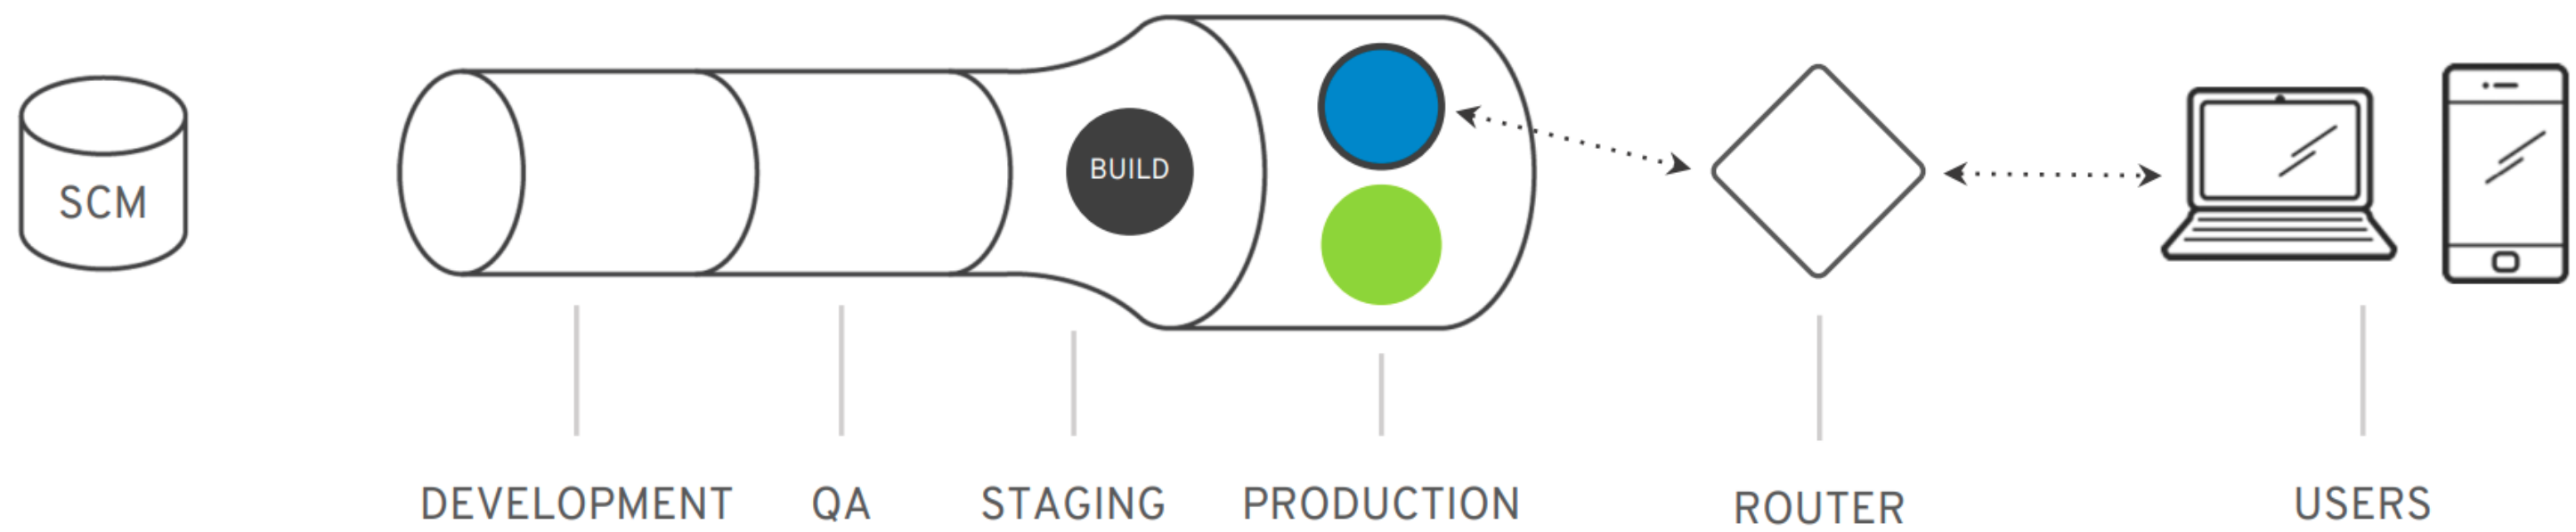 SCM
BUILD
DEVELOPMENT
QA
STAGING
PRODUCTION
ROUTER
USERS